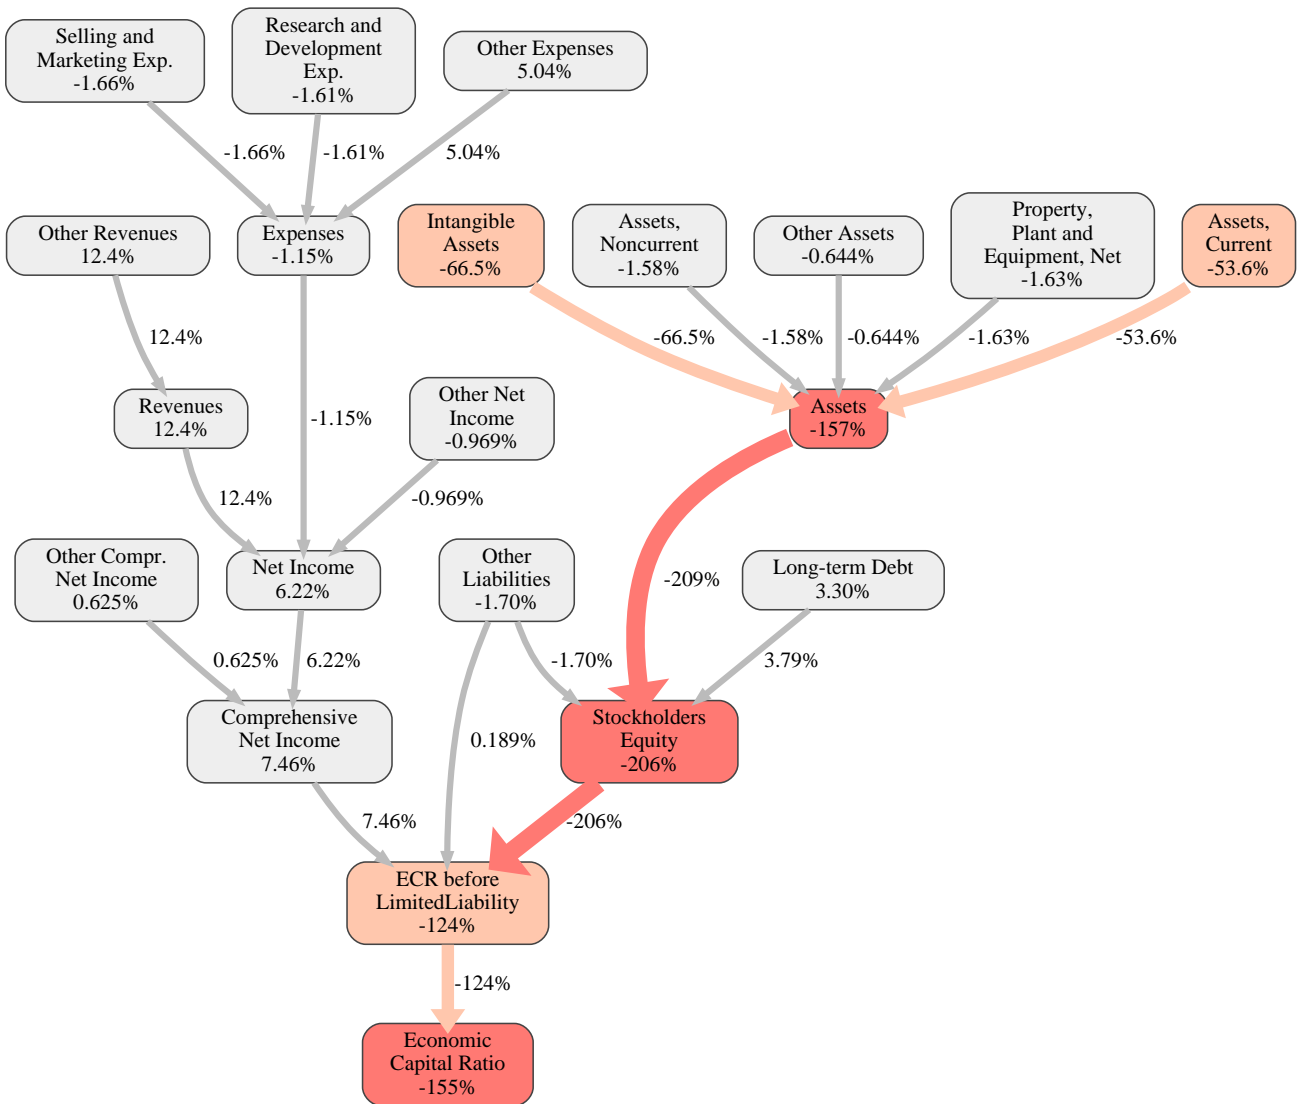 Selling and
Marketing Exp.
-1.66%
Research and
Development
Exp.
-1.61%
Other Expenses
5.04%
-1.66%
-1.61%
5.04%
Other Revenues
12.4%
Expenses
-1.15%
Intangible
Assets
-66.5%
Assets,
Noncurrent
-1.58%
Other Assets
-0.644%
Property,
Plant and
Equipment, Net
-1.63%
Assets,
Current
-53.6%
12.4%
-66.5%
-1.58%
-0.644%
-1.63%
-53.6%
Revenues
12.4%
-1.15%
Other Net
Income
-0.969%
Assets
-157%
12.4%
-0.969%
Other Compr.
Net Income
0.625%
Net Income
6.22%
Other
Liabilities
-1.70%
-209%
Long-term Debt
3.30%
0.625%
6.22%
-1.70%
3.79%
Comprehensive
Net Income
7.46%
0.189%
Stockholders
Equity
-206%
7.46%
-206%
ECR before
LimitedLiability
-124%
-124%
Economic
Capital Ratio
-155%